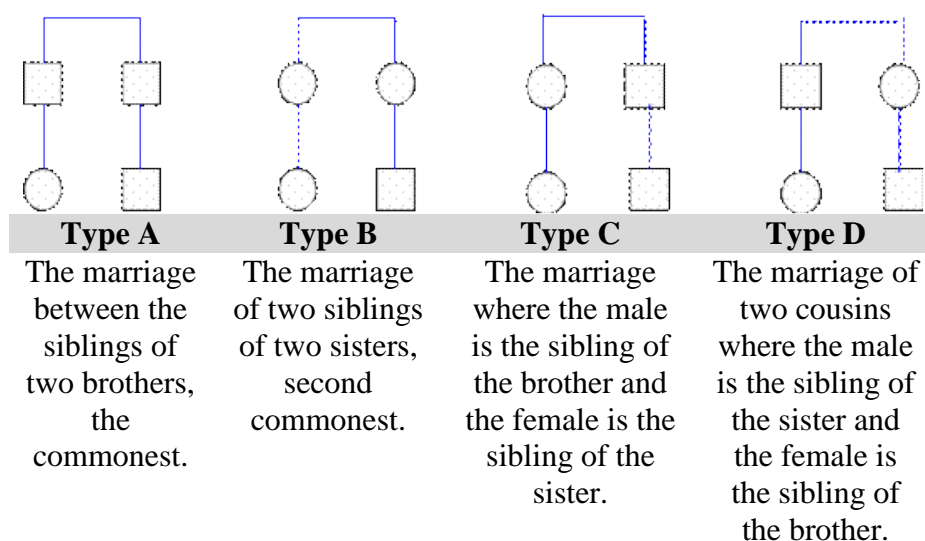 Type A
Type B
Type C
Type D
The marriage
between the
siblings of
two brothers,
the
commonest.
The marriage
of two siblings
of two sisters,
second
commonest.
The marriage
where the male
is the sibling of
the brother and
the female is the
sibling of the
sister.
The marriage of
two cousins
where the male
is the sibling of
the sister and
the female is
the sibling of
the brother.